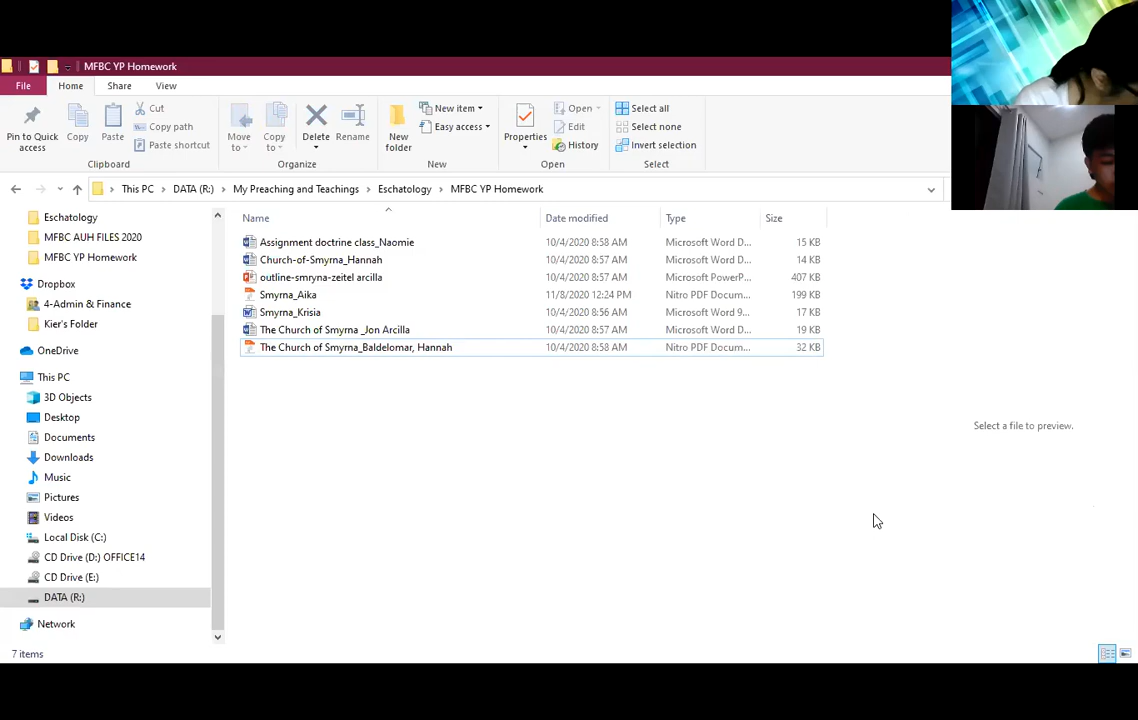 MFBC YP Homework
File Home Share View
Pin to Quick access
Copy
Paste
Cut
Copy path
Paste shortcut
Clipboard
Move to
Copy to
Delete
Rename
Organize
New folder
New item
Easy access
New
Properties
Open
Edit
History
Open
Select all
Select none
Invert selection
Select
This PC > DATA (R:) > My Preaching and Teachings > Eschatology > MFBC YP Homework
Eschatology
MFBC AUH FILES 2020
MFBC YP Homework
Dropbox
4-Admin & Finance
Kier's Folder
OneDrive
This PC
3D Objects
Desktop
Documents
Downloads
Music
Pictures
Videos
Local Disk (C:)
CD Drive (D:) OFFICE14
CD Drive (E:)
DATA (R:)
Network
Name Date modified Type Size
Assignment doctrine class_Naomie 10/4/2020 8:58 AM Microsoft Word D... 15 KB
Church-of-Smyrna_Hannah 10/4/2020 8:57 AM Microsoft Word D... 14 KB
outline-smryna-zeitel arcilla 10/4/2020 8:57 AM Microsoft PowerP... 407 KB
Smyrna_Aika 11/8/2020 12:24 PM Nitro PDF Docum... 199 KB
Smyrna_Krisia 10/4/2020 8:56 AM Microsoft Word 9... 17 KB
The Church of Smyrna _Jon Arcilla 10/4/2020 8:57 AM Microsoft Word D... 19 KB
The Church of Smyrna_Baldelomar, Hannah 10/4/2020 8:58 AM Nitro PDF Docum... 32 KB
Select a file to preview.
7 items